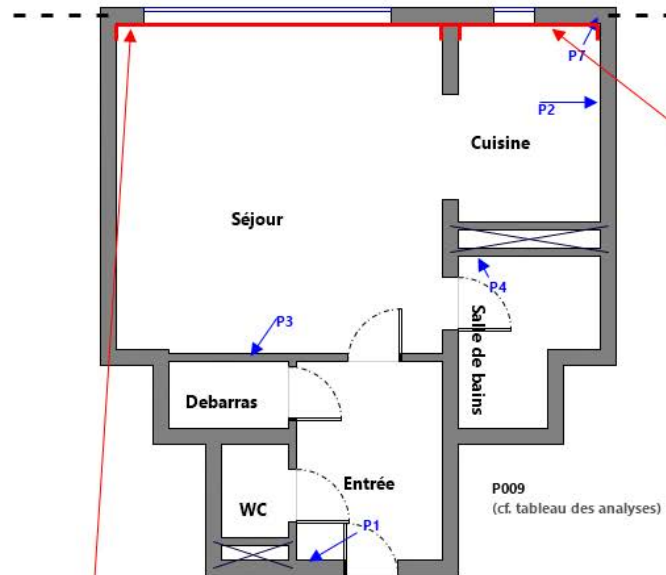 P7
P2
Cuisine
Séjour
P4
P3
Salle de bains
Debarras
Entrée
WC
P009
(cf. tableau des analyses)
P.1